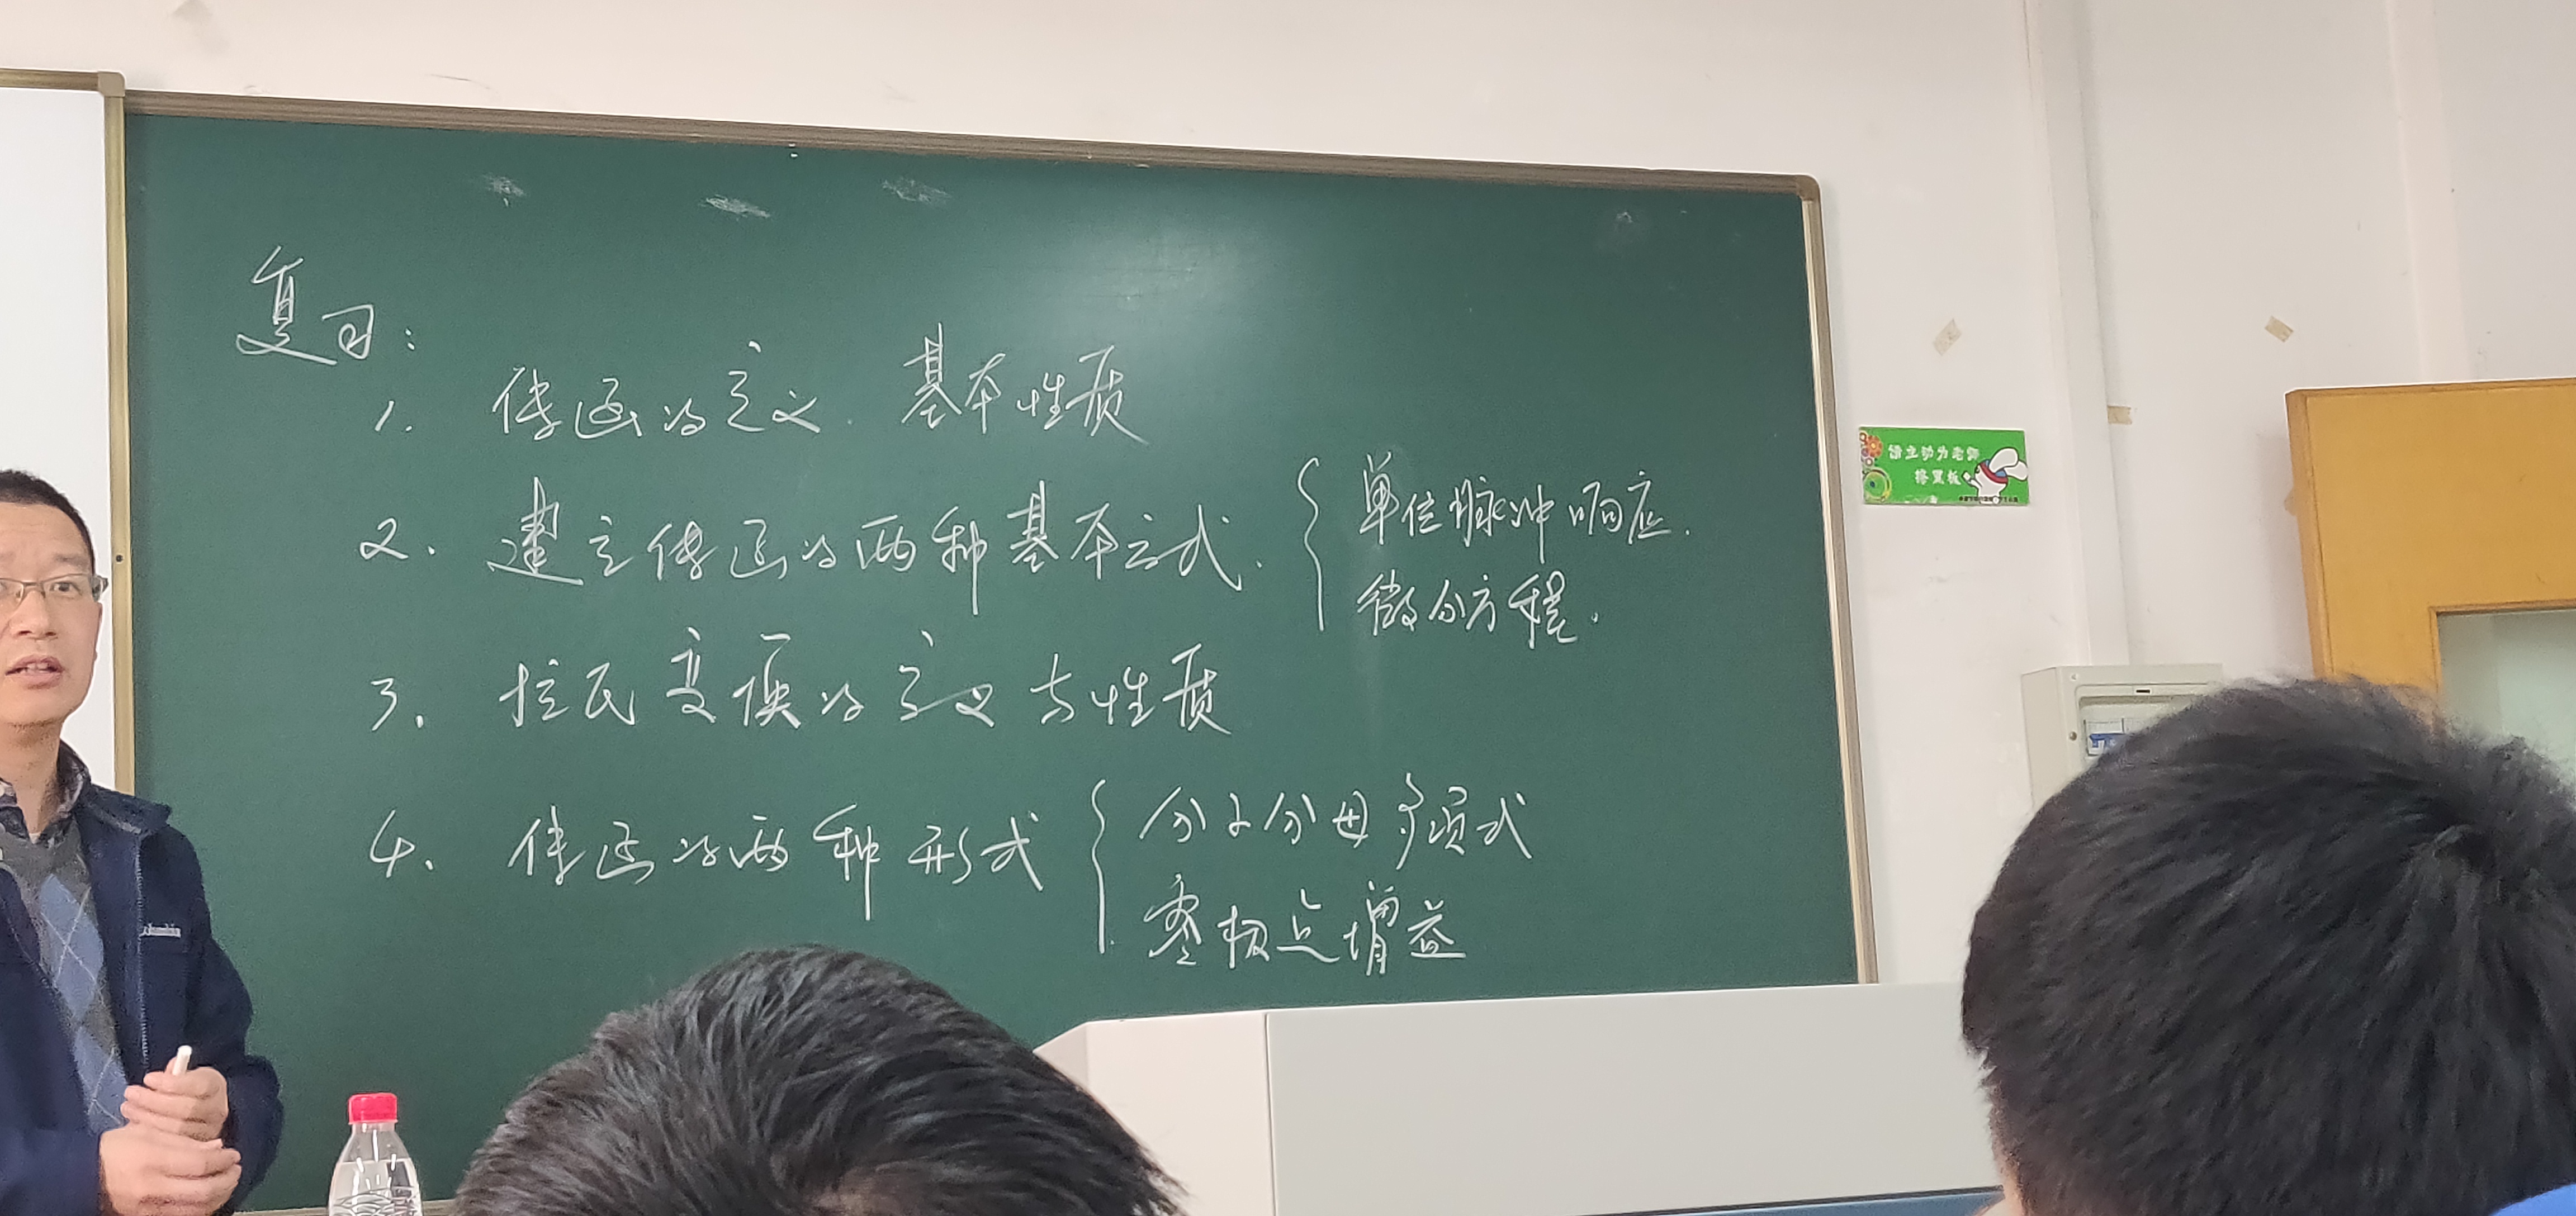 复习:
1. 传函的定义. 基本性质
2. 建立传函的两种基本方式. { 单位脉冲响应.
微分方程.
3. 拉氏变换的定义与性质
4. 传函的两种形式 { 分子分母多项式
零极点增益
请主动为老师
擦黑板